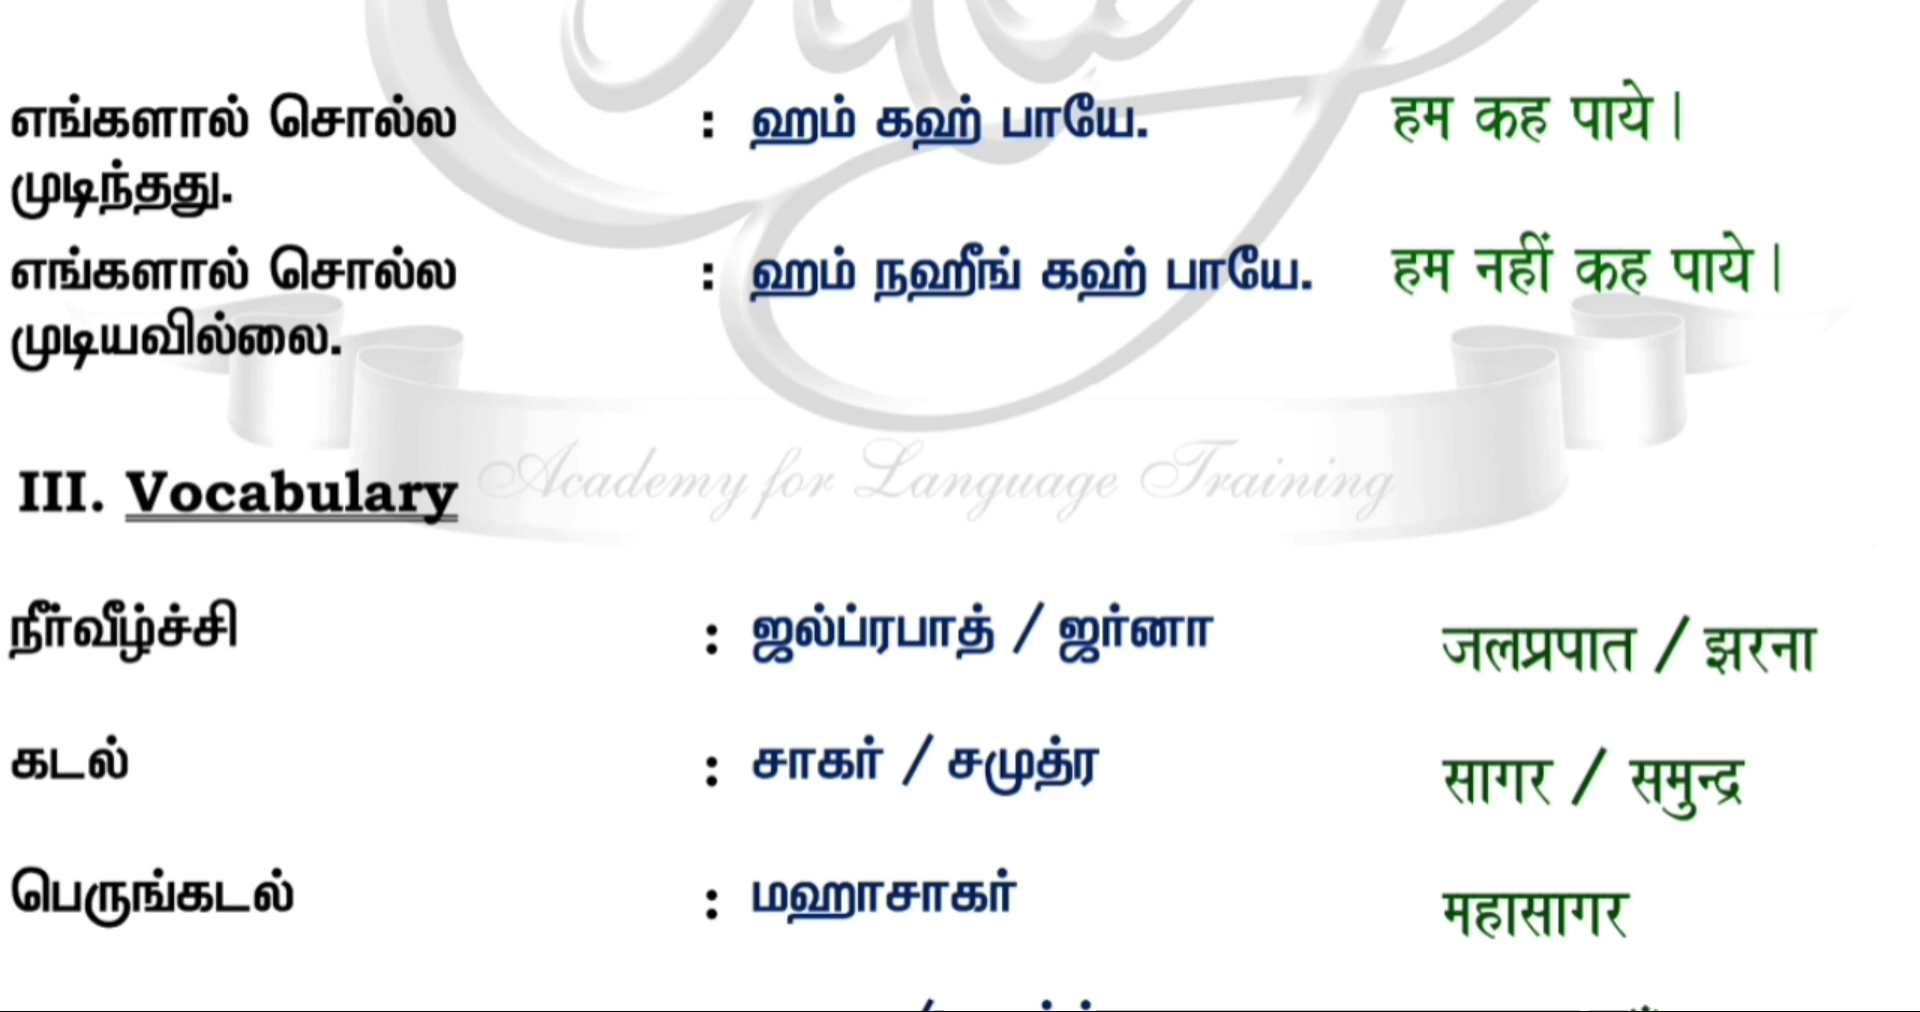 எங்களால் சொல்ல : ஹம் கஹ் பாயே. हम कह पाये।
முடிந்தது.
எங்களால் சொல்ல : ஹம் நஹீங் கஹ் பாயே. हम नहीं कह पाये।
முடியவில்லை.
Academy for Language Training
III. Vocabulary
நீர்வீழ்ச்சி : ஜல்ப்ரபாத் / ஜர்னா जलप्रपात / झरना
கடல் : சாகர் / சமுத்ர सागर / समुन्द्र
பெருங்கடல் : மஹாசாகர் महासागर